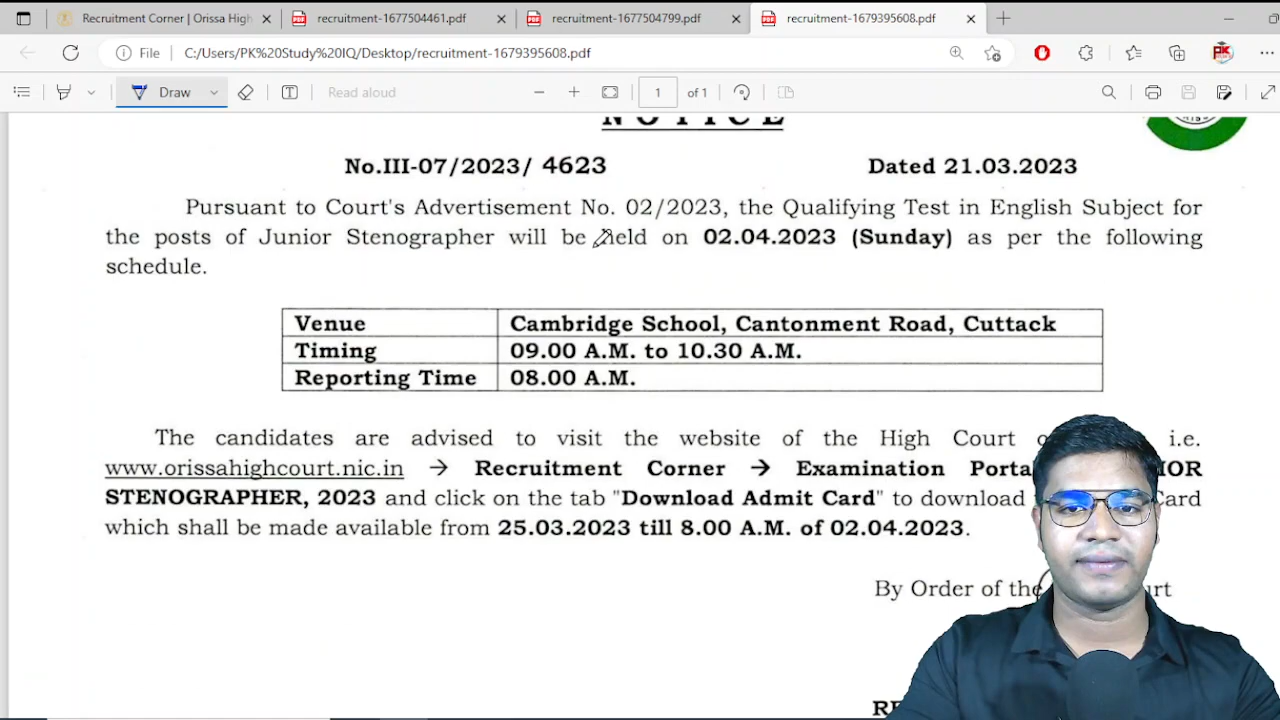 Recruitment Corner | Orissa High
recruitment-1677504461.pdf
recruitment-1677504799.pdf
recruitment-1679395608.pdf
File C:/Users/PK%20Study%20IQ/Desktop/recruitment-1679395608.pdf
Draw Read aloud 1 of 1
NOTICE
No.III-07/2023/ 4623 Dated 21.03.2023
Pursuant to Court's Advertisement No. 02/2023, the Qualifying Test in English Subject for
the posts of Junior Stenographer will be held on 02.04.2023 (Sunday) as per the following
schedule.
Venue Cambridge School, Cantonment Road, Cuttack
Timing 09.00 A.M. to 10.30 A.M.
Reporting Time 08.00 A.M.
The candidates are advised to visit the website of the High Court i.e.
www.orissahighcourt.nic.in → Recruitment Corner → Examination
STENOGRAPHER, 2023 and click on the tab "Download Admit Card" to download Card
which shall be made available from 25.03.2023 till 8.00 A.M. of 02.04.2023.
By Order of the